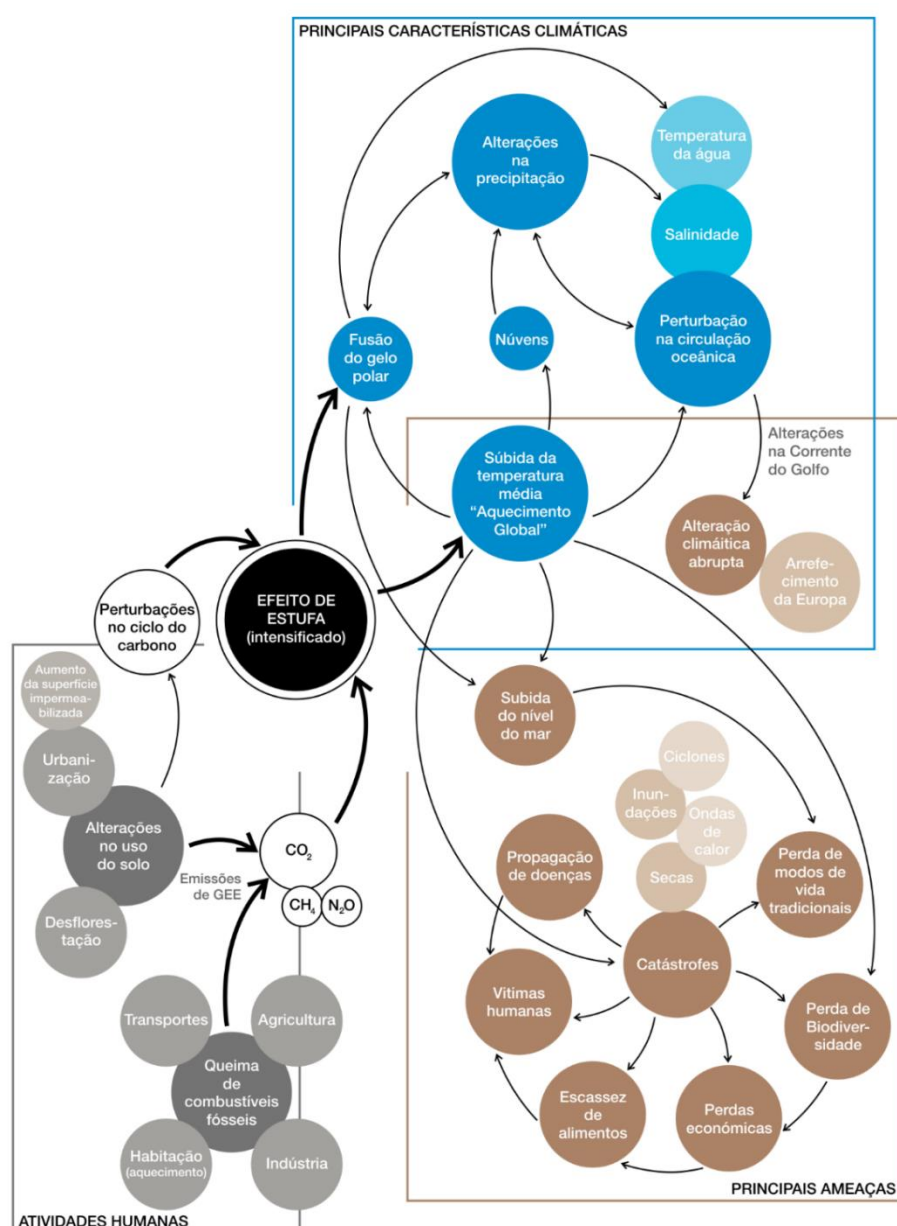 PRINCIPAIS CARACTERÍSTICAS CLIMÁTICAS
Temperatura
da água
Alterações
na
precipitação
Salinidade
Perturbação
na circulação
oceânica
Fusão
do gelo
polar
Núvens
Súbida da
temperatura
média
“Aquecimento
Global”
Alterações
na Corrente
do Golfo
Alteração
climáitica
abrupta
Arrefe-
cimento
da Europa
EFEITO DE
ESTUFA
(intensificado)
Perturbações
no ciclo do
carbono
Aumento
da superfície
impermea-
bilizada
Urbani-
zação
Alterações
no uso
do solo
Desflores-
tação
Emissões
de GEE
CO2
CH4
N2O
Transportes
Agricultura
Queima
de
combustíveis
fósseis
Habitação
(aquecimento)
Indústria
ATIVIDADES HUMANAS
Subida
do nível
do mar
Ciclones
Inun-
dações
Ondas
de
calor
Secas
Propagação
de doenças
Perda de
modos de
vida
tradicionais
Catástrofes
Vitimas
humanas
Perda de
Biodiver-
sidade
Escassez
de
alimentos
Perdas
económicas
PRINCIPAIS AMEAÇAS